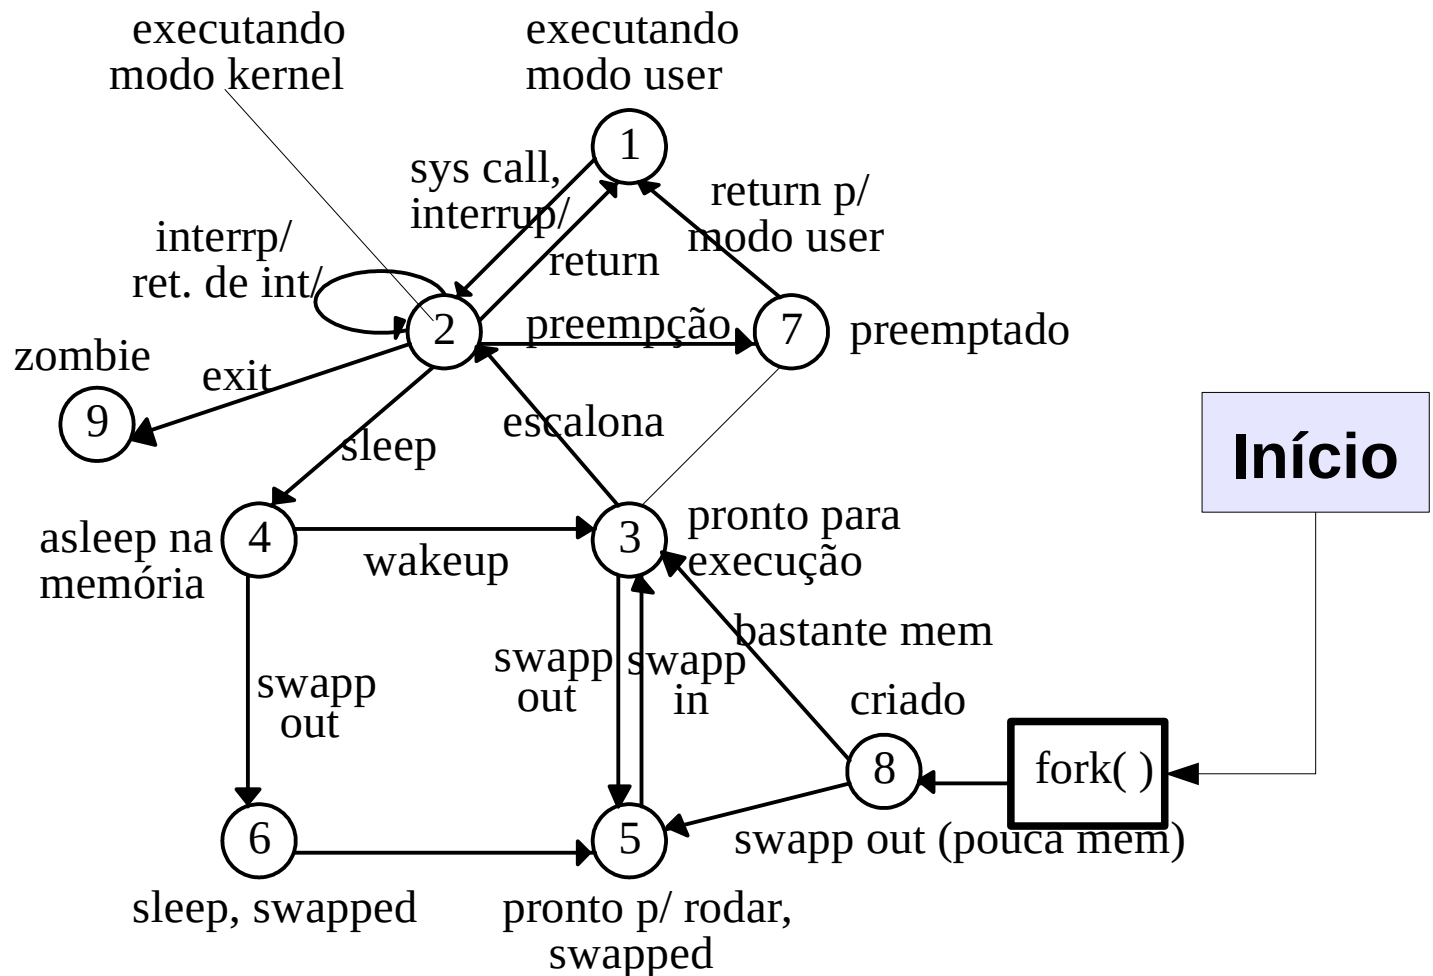 executando
modo kernel
executando
modo user
1
sys call,
interrup/
return p/
modo user
interrp/
ret. de int/
return
2
preempção
7
preemptado
zombie
exit
9
sleep
escalona
Início
asleep na
memória
4
wakeup
3
pronto para
execução
bastante mem
swapp
out
swapp
out
swapp
in
criado
8
fork( )
swapp out (pouca mem)
6
5
sleep, swapped
pronto p/ rodar,
swapped